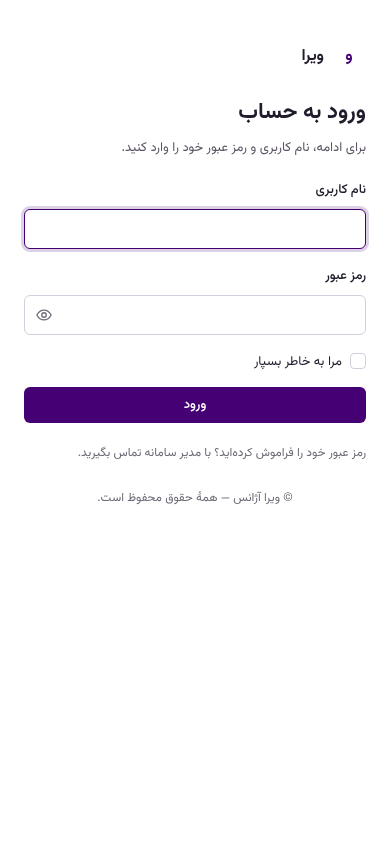 و ویرا
ورود به حساب
برای ادامه، نام کاربری و رمز عبور خود را وارد کنید.
نام کاربری
رمز عبور
مرا به خاطر بسپار
ورود
رمز عبور خود را فراموش کرده‌اید؟ با مدیر سامانه تماس بگیرید.
© ویرا آژانس — همهٔ حقوق محفوظ است.